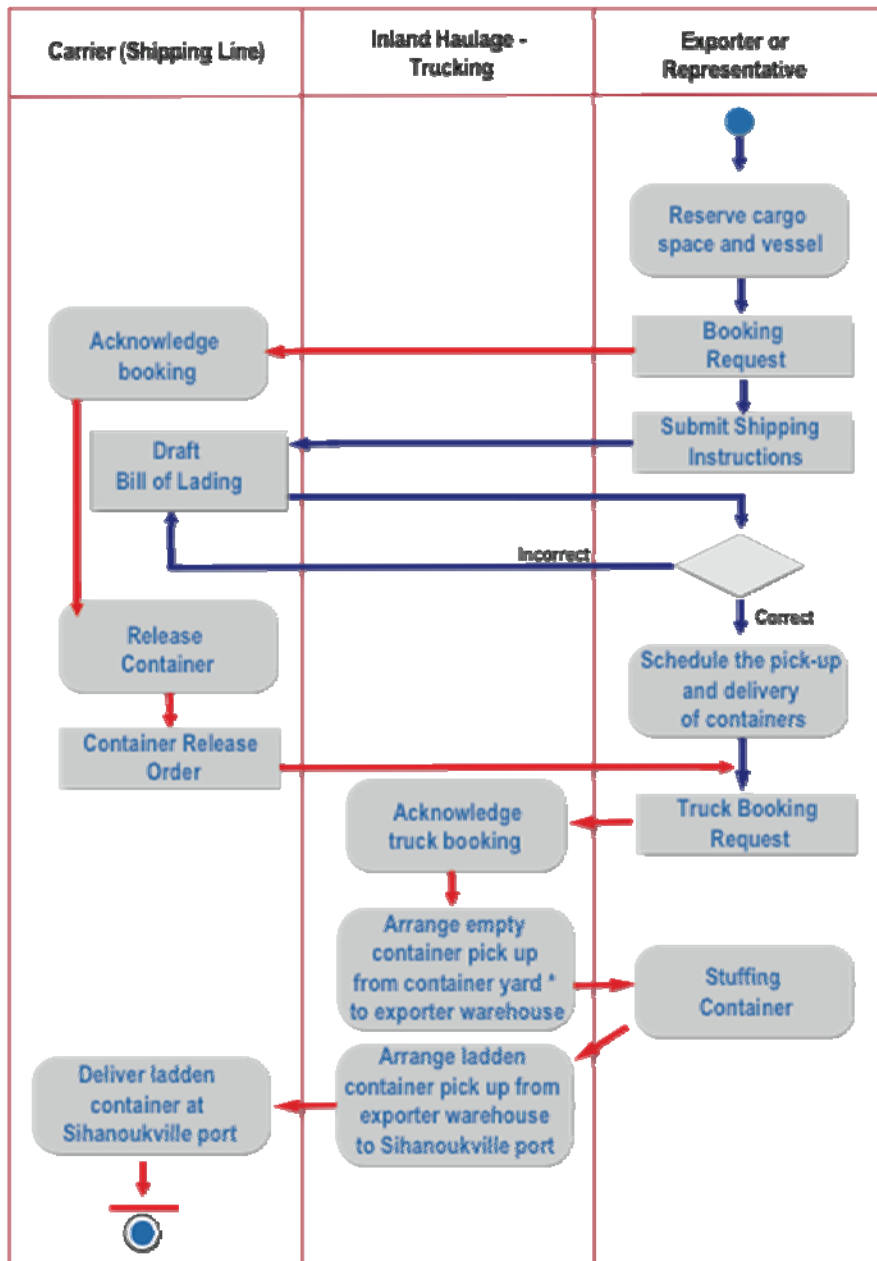 Carrier (Shipping Line)
Inland Haulage -
Trucking
Exporter or
Representative
Reserve cargo
space and vessel
Acknowledge
booking
Booking
Request
Draft
Bill of Lading
Submit Shipping
Instructions
Incorrect
Correct
Release
Container
Schedule the pick-up
and delivery
of containers
Container Release
Order
Acknowledge
truck booking
Truck Booking
Request
Arrange empty
container pick up
from container yard *
to exporter warehouse
Stuffing
Container
Deliver ladden
container at
Sihanoukville port
Arrange ladden
container pick up from
exporter warehouse
to Sihanoukville port